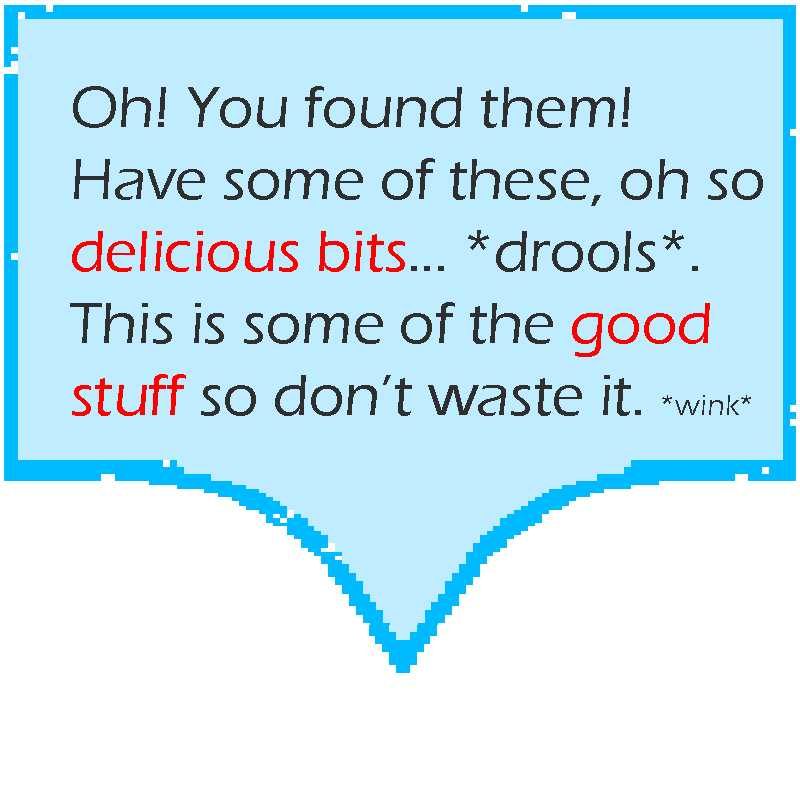 Oh! You found them!
Have some of these, oh so
delicious bits... *drools*.
This is some of the good
stuff so don’t waste it. *wink*